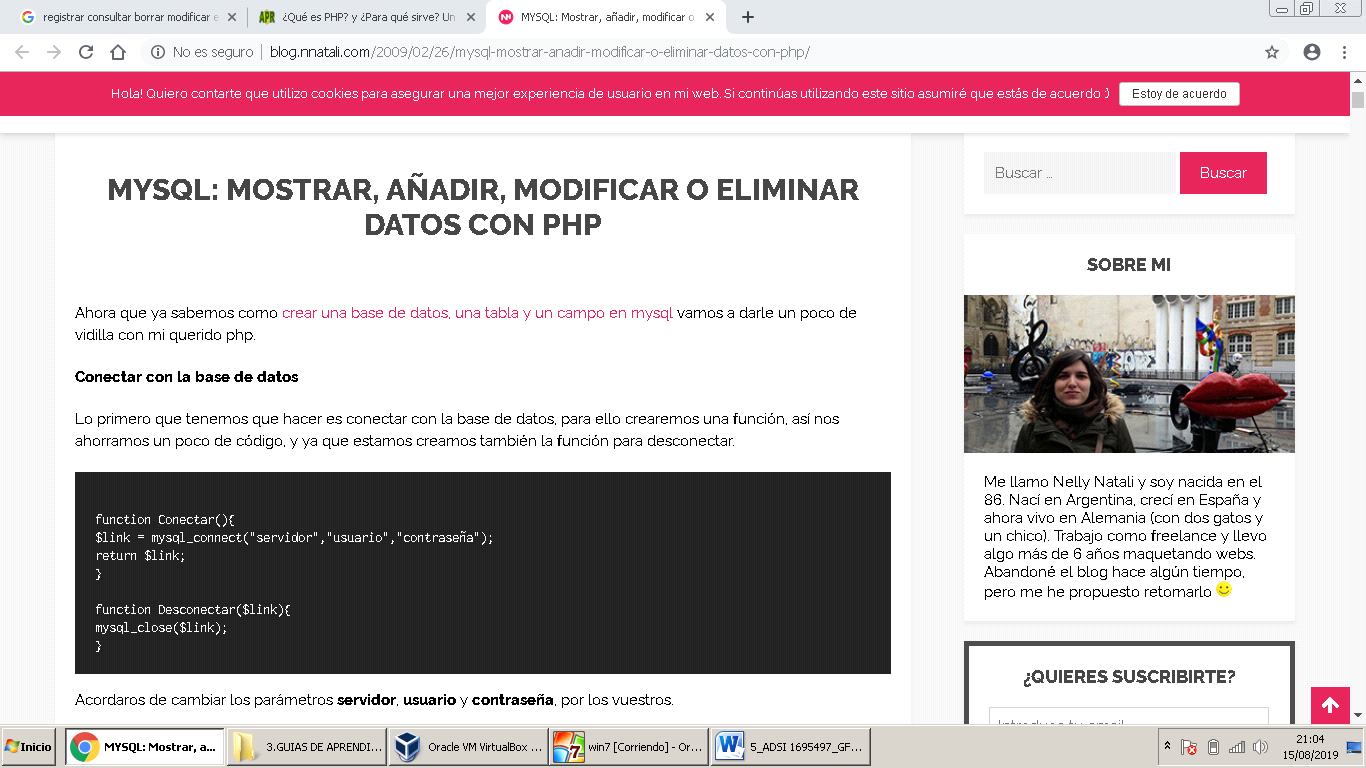 registrar consultar borrar modificar e
¿Qué es PHP? y ¿Para qué sirve? Un
MYSQL: Mostrar, añadir, modificar o
No es seguro
blog.nnatali.com/2009/02/26/mysql-mostrar-anadir-modificar-o-eliminar-datos-con-php/
Hola! Quiero contarte que utilizo cookies para asegurar una mejor experiencia de usuario en mi web. Si continúas utilizando este sitio asumiré que estás de acuerdo :)
Estoy de acuerdo
MYSQL: MOSTRAR, AÑADIR, MODIFICAR O ELIMINAR
DATOS CON PHP
Ahora que ya sabemos como crear una base de datos, una tabla y un campo en mysql vamos a darle un poco de
vidilla con mi querido php.
Conectar con la base de datos
Lo primero que tenemos que hacer es conectar con la base de datos, para ello crearemos una función, así nos
ahorramos un poco de código, y ya que estamos creamos también la función para desconectar.
function Conectar(){
$link = mysql_connect("servidor","usuario","contraseña");
return $link;
}
function Desconectar($link){
mysql_close($link);
}
Acordaros de cambiar los parámetros servidor, usuario y contraseña, por los vuestros.
Buscar ...
Buscar
SOBRE MI
Me llamo Nelly Natali y soy nacida en el
86. Nací en Argentina, crecí en España y
ahora vivo en Alemania (con dos gatos y
un chico). Trabajo como freelance y llevo
algo más de 6 años maquetando webs.
Abandoné el blog hace algún tiempo,
pero me he propuesto retomarlo
¿QUIERES SUSCRIBIRTE?
Introduce tu email
Inicio
MYSQL: Mostrar, a...
3.GUIAS DE APRENDI...
Oracle VM VirtualBox ...
win7 [Corriendo] - Or...
5_ADSI 1695497_GF...
21:04
15/08/2019